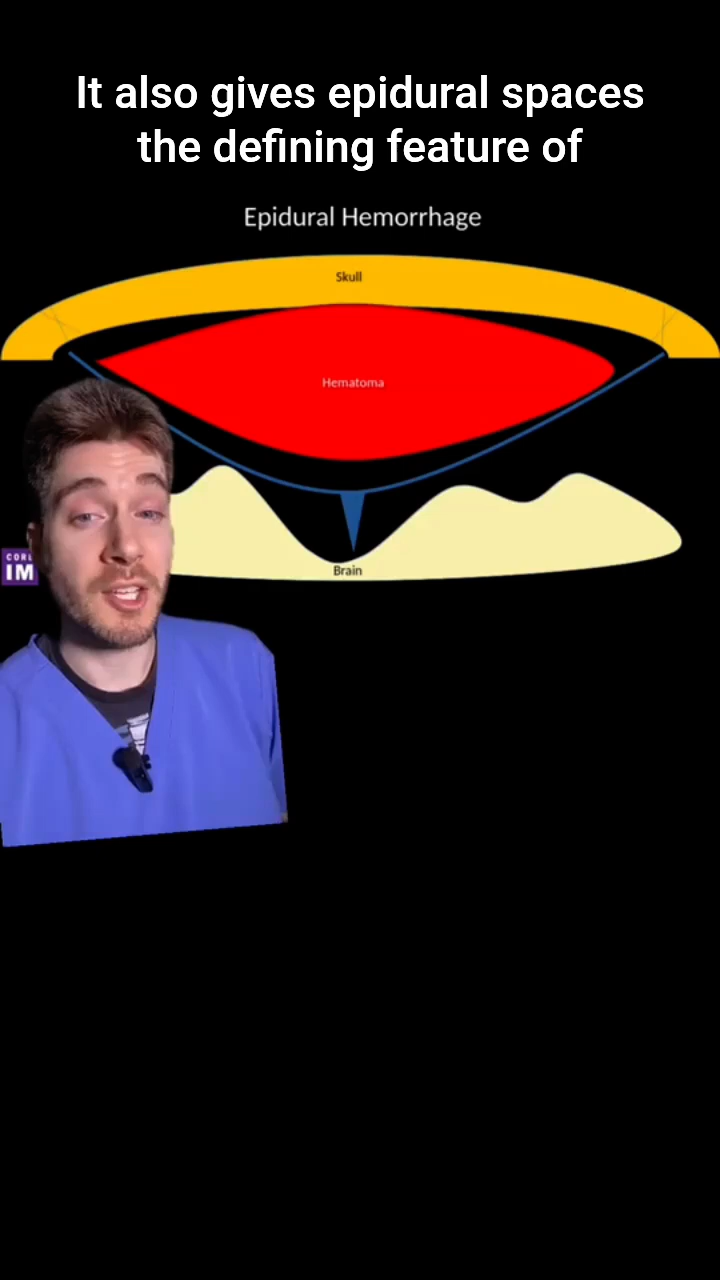 It also gives epidural spaces
the defining feature of
Epidural Hemorrhage
Skull
Hematoma
IM
Brain